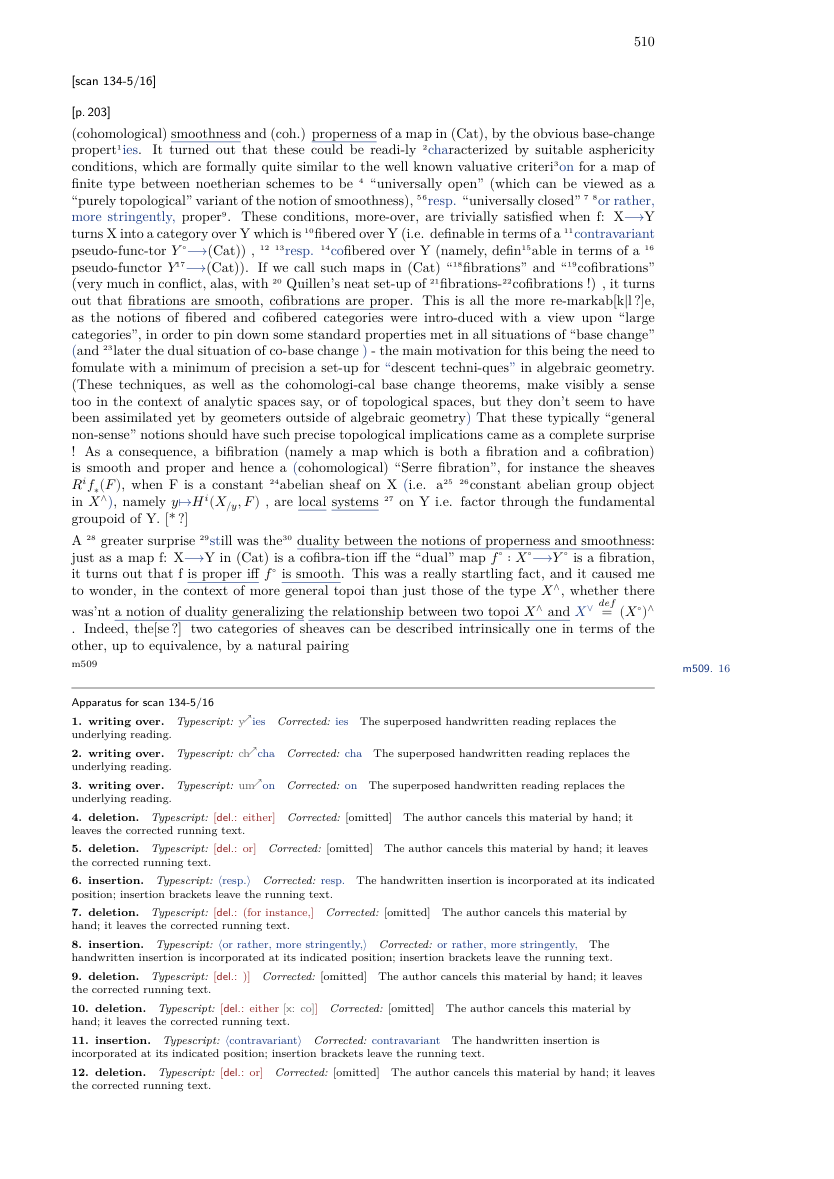 510
[scan 134-5/16]
[p. 203]
(cohomological) smoothness and (coh.) properness of a map in (Cat), by the obvious base-change
propert¹ies. It turned out that these could be readi-ly ²characterized by suitable asphericity
conditions, which are formally quite similar to the well known valuative criteri³on for a map of
finite type between noetherian schemes to be ⁴ “universally open” (which can be viewed as a
“purely topological” variant of the notion of smoothness), ⁵ ⁶resp. “universally closed” ⁷ ⁸or rather,
more stringently, proper⁹. These conditions, more-over, are trivially satisfied when f: X⟶Y
turns X into a category over Y which is ¹⁰fibered over Y (i.e. definable in terms of a ¹¹contravariant
pseudo-func-tor Y°⟶(Cat)) , ¹² ¹³resp. ¹⁴cofibered over Y (namely, defin¹⁵able in terms of a ¹⁶
pseudo-functor Y¹⁷⟶(Cat)). If we call such maps in (Cat) “¹⁸fibrations” and “¹⁹cofibrations”
(very much in conflict, alas, with ²⁰ Quillen’s neat set-up of ²¹fibrations-²²cofibrations !) , it turns
out that fibrations are smooth, cofibrations are proper. This is all the more re-markab[k|l ?]e,
as the notions of fibered and cofibered categories were intro-duced with a view upon “large
categories”, in order to pin down some standard properties met in all situations of “base change”
(and ²³later the dual situation of co-base change ) - the main motivation for this being the need to
fomulate with a minimum of precision a set-up for “descent techni-ques” in algebraic geometry.
(These techniques, as well as the cohomologi-cal base change theorems, make visibly a sense
too in the context of analytic spaces say, or of topological spaces, but they don’t seem to have
been assimilated yet by geometers outside of algebraic geometry) That these typically “general
non-sense” notions should have such precise topological implications came as a complete surprise
! As a consequence, a bifibration (namely a map which is both a fibration and a cofibration)
is smooth and proper and hence a (cohomological) “Serre fibration”, for instance the sheaves
Rⁱf∗(F), when F is a constant ²⁴abelian sheaf on X (i.e. a²⁵ ²⁶constant abelian group object
in X^), namely y↦Hⁱ(X/y, F) , are local systems ²⁷ on Y i.e. factor through the fundamental
groupoid of Y. [* ?]
A ²⁸ greater surprise ²⁹still was the³⁰ duality between the notions of properness and smoothness:
just as a map f: X⟶Y in (Cat) is a cofibra-tion iff the “dual” map f° : X°⟶Y° is a fibration,
it turns out that f is proper iff f° is smooth. This was a really startling fact, and it caused me
to wonder, in the context of more general topoi than just those of the type X^, whether there
was’nt a notion of duality generalizing the relationship between two topoi X^ and X∨ def= (X°)^
. Indeed, the[se ?] two categories of sheaves can be described intrinsically one in terms of the
other, up to equivalence, by a natural pairing
m509
m509. 16
Apparatus for scan 134-5/16
1. writing over. Typescript: y↗ies Corrected: ies The superposed handwritten reading replaces the
underlying reading.
2. writing over. Typescript: ch↗cha Corrected: cha The superposed handwritten reading replaces the
underlying reading.
3. writing over. Typescript: um↗on Corrected: on The superposed handwritten reading replaces the
underlying reading.
4. deletion. Typescript: [del.: either] Corrected: [omitted] The author cancels this material by hand; it
leaves the corrected running text.
5. deletion. Typescript: [del.: or] Corrected: [omitted] The author cancels this material by hand; it leaves
the corrected running text.
6. insertion. Typescript: ⟨resp.⟩ Corrected: resp. The handwritten insertion is incorporated at its indicated
position; insertion brackets leave the running text.
7. deletion. Typescript: [del.: (for instance,] Corrected: [omitted] The author cancels this material by
hand; it leaves the corrected running text.
8. insertion. Typescript: ⟨or rather, more stringently,⟩ Corrected: or rather, more stringently, The
handwritten insertion is incorporated at its indicated position; insertion brackets leave the running text.
9. deletion. Typescript: [del.: )] Corrected: [omitted] The author cancels this material by hand; it leaves
the corrected running text.
10. deletion. Typescript: [del.: either [x: co]] Corrected: [omitted] The author cancels this material by
hand; it leaves the corrected running text.
11. insertion. Typescript: ⟨contravariant⟩ Corrected: contravariant The handwritten insertion is
incorporated at its indicated position; insertion brackets leave the running text.
12. deletion. Typescript: [del.: or] Corrected: [omitted] The author cancels this material by hand; it leaves
the corrected running text.